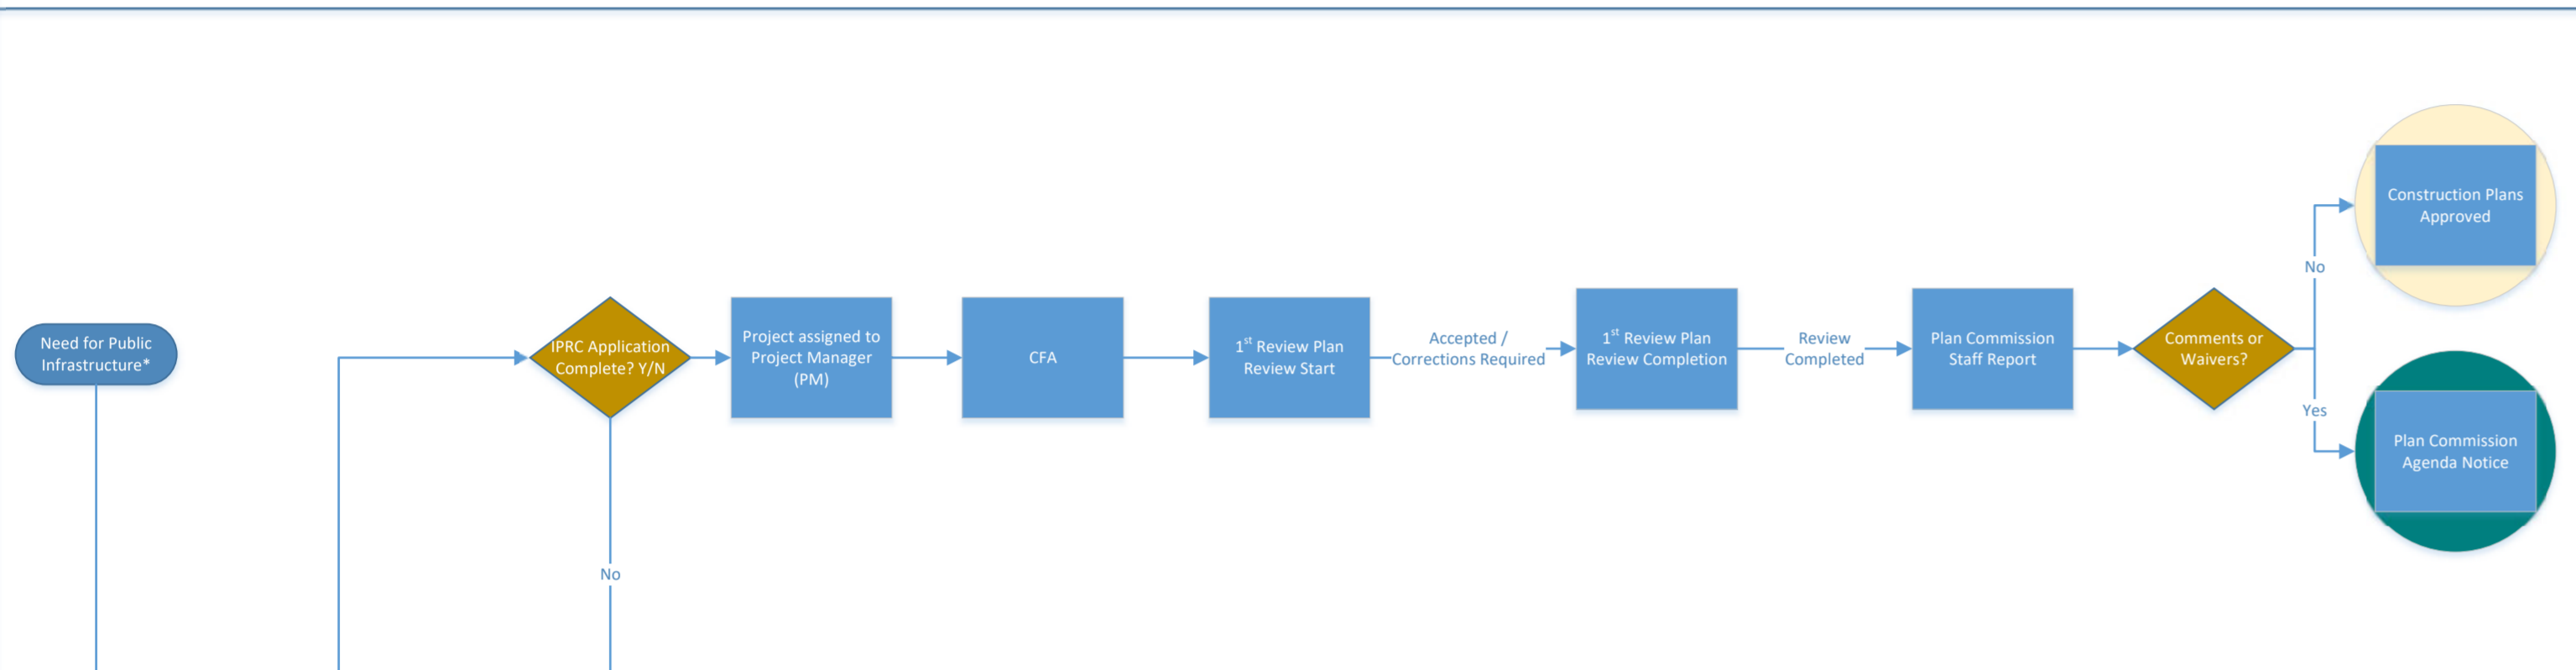 Need for Public
Infrastructure*
IPRC Application
Complete? Y/N
No
Project assigned to
Project Manager
(PM)
CFA
1st Review Plan
Review Start
Accepted /
Corrections Required
1st Review Plan
Review Completion
Review
Completed
Plan Commission
Staff Report
Comments or
Waivers?
No
Construction Plans
Approved
Yes
Plan Commission
Agenda Notice